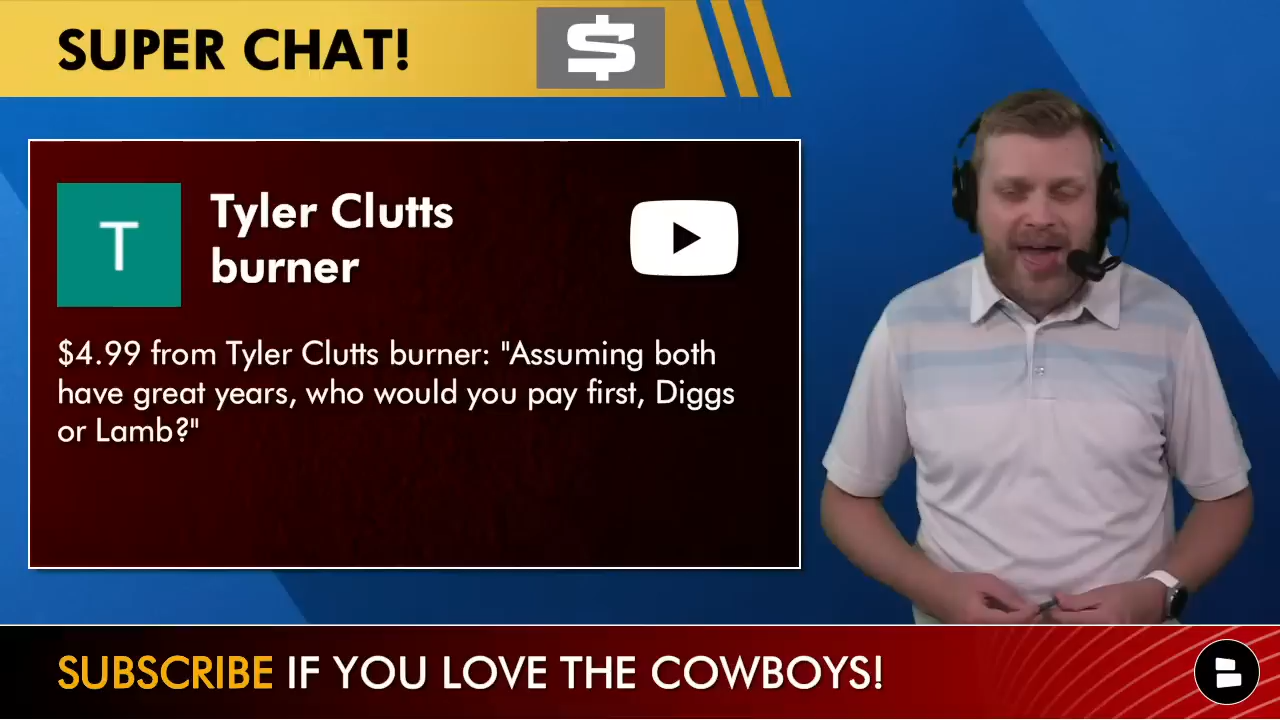 SUPER CHAT!
$
T
Tyler Clutts
burner
$4.99 from Tyler Clutts burner: "Assuming both
have great years, who would you pay first, Diggs
or Lamb?"
SUBSCRIBE IF YOU LOVE THE COWBOYS!